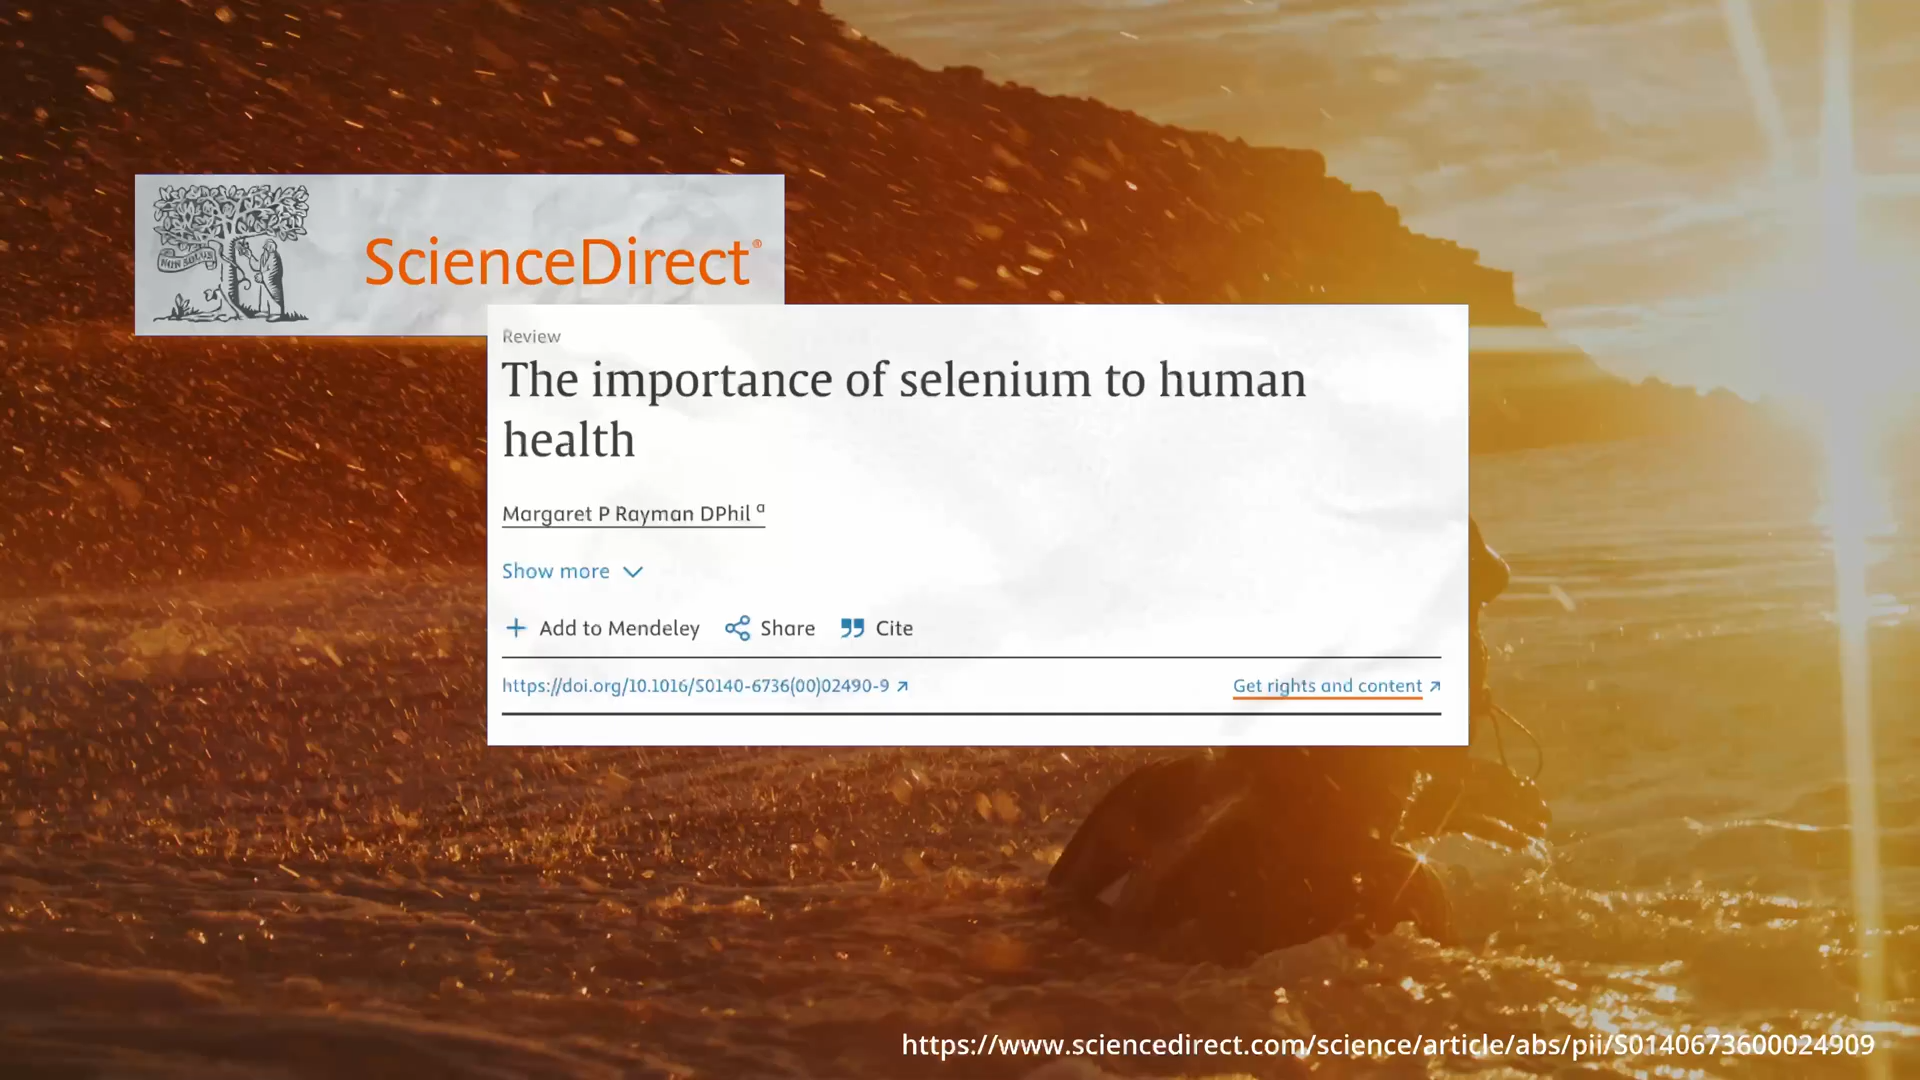 NON SOLUS
ScienceDirect®
Review
The importance of selenium to human
health
Margaret P Rayman DPhil a
Show more
Add to Mendeley Share Cite
https://doi.org/10.1016/S0140-6736(00)02490-9
Get rights and content
https://www.sciencedirect.com/science/article/abs/pii/S0140673600024909